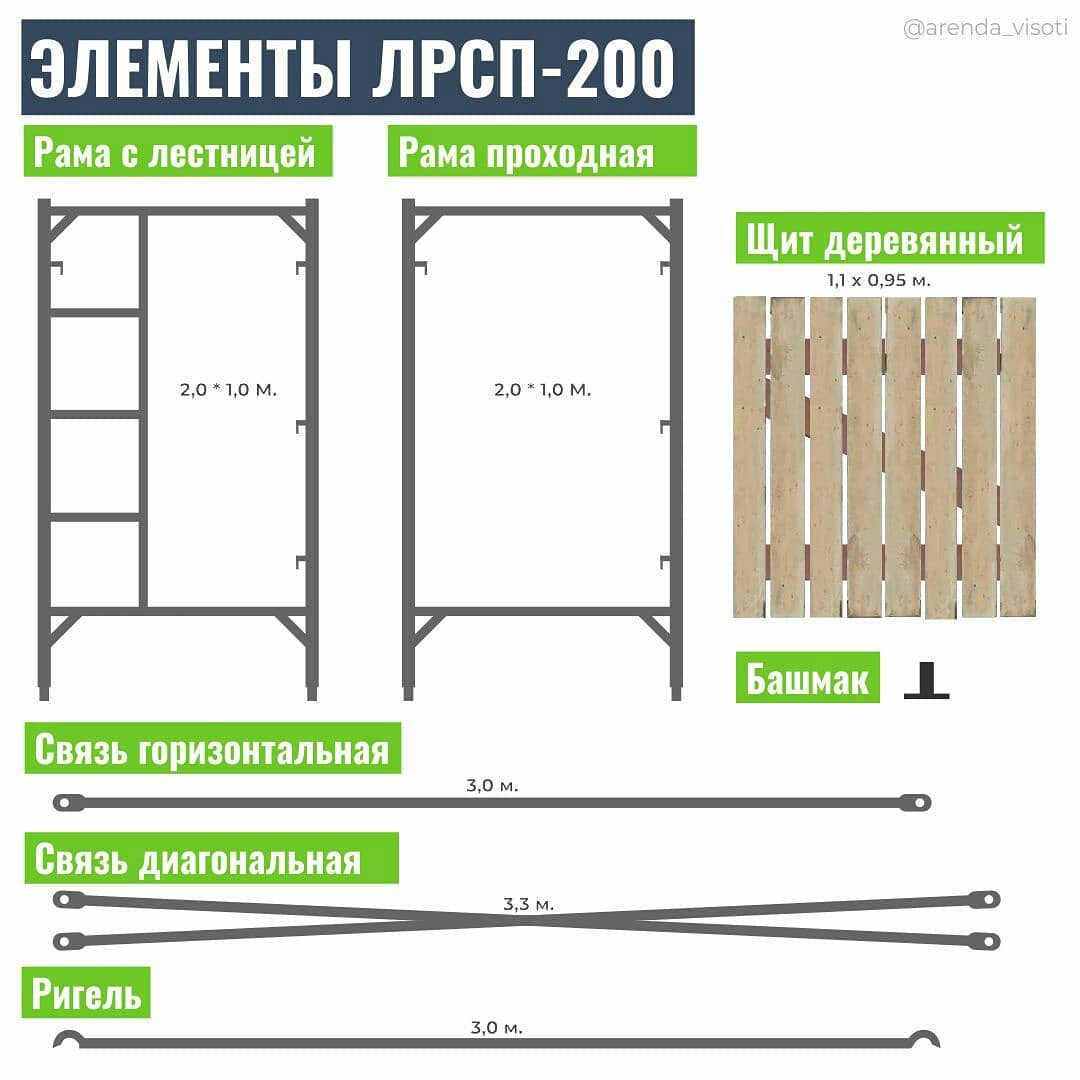 @arenda_visoti
ЭЛЕМЕНТЫ ЛРСП-200
Рама с лестницей
Рама проходная
Щит деревянный
1,1 х 0,95 м.
2,0 * 1,0 м.
2,0 * 1,0 м.
Башмак
Связь горизонтальная
3,0 м.
Связь диагональная
3,3 м.
Ригель
3,0 м.